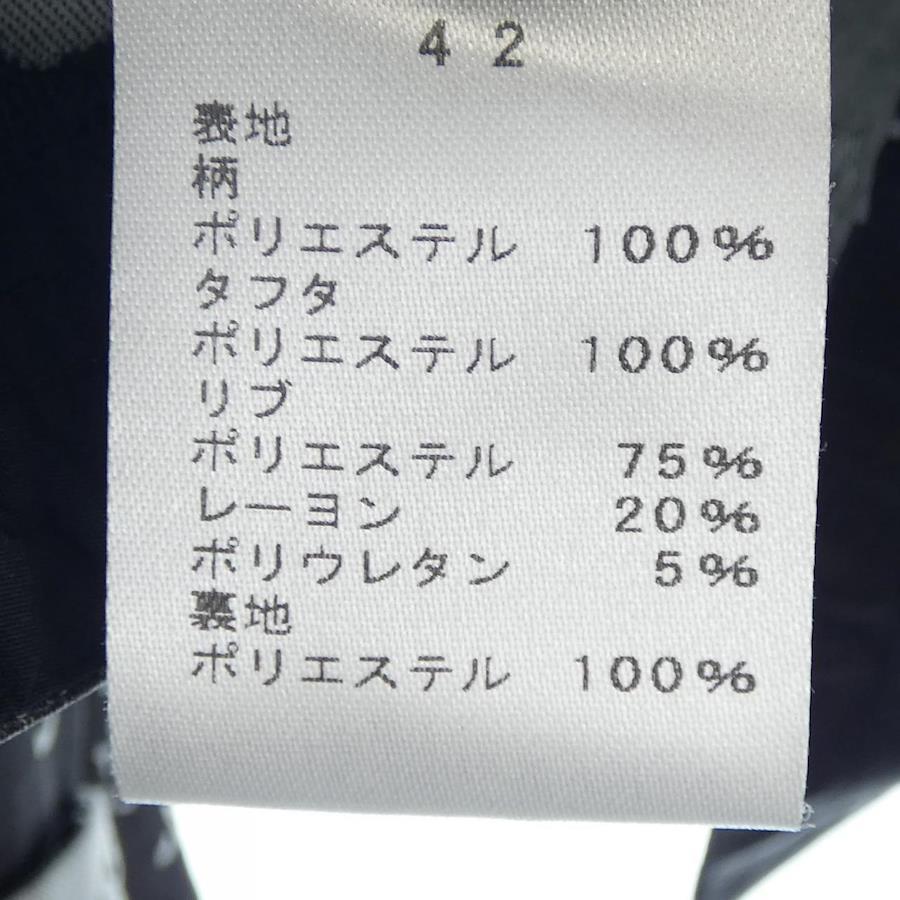 42
表地
柄
ポリエステル 100%
タフタ
ポリエステル 100%
リブ
ポリエステル 75%
レーヨン 20%
ポリウレタン 5%
裏地
ポリエステル 100%